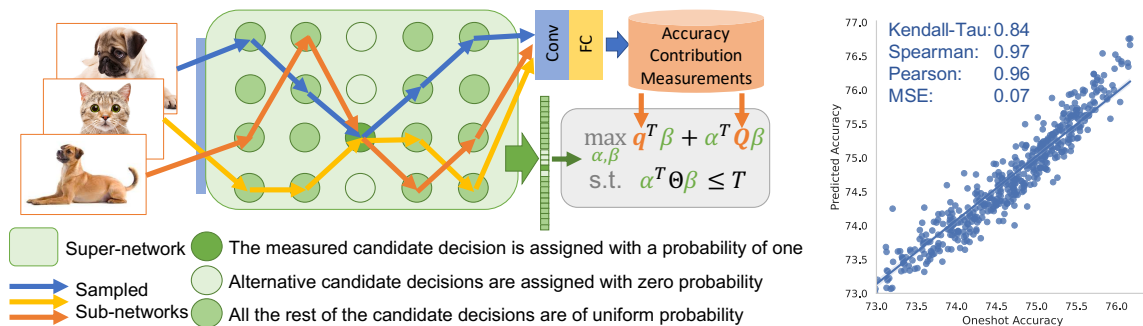 Conv
FC
Accuracy
Contribution
Measurements
max q^T β + α^T Q β
α,β
s.t. α^T Θβ ≤ T
Super-network
Sampled
Sub-networks
The measured candidate decision is assigned with a probability of one
Alternative candidate decisions are assigned with zero probability
All the rest of the candidate decisions are of uniform probability
Kendall-Tau: 0.84
Spearman: 0.97
Pearson: 0.96
MSE: 0.07
Predicted Accuracy
77.0
76.0
75.5
75.0
74.5
74.0
73.5
73.0
73.0 73.5 74.0 74.5 75.0 75.5 76.0
Oneshot Accuracy